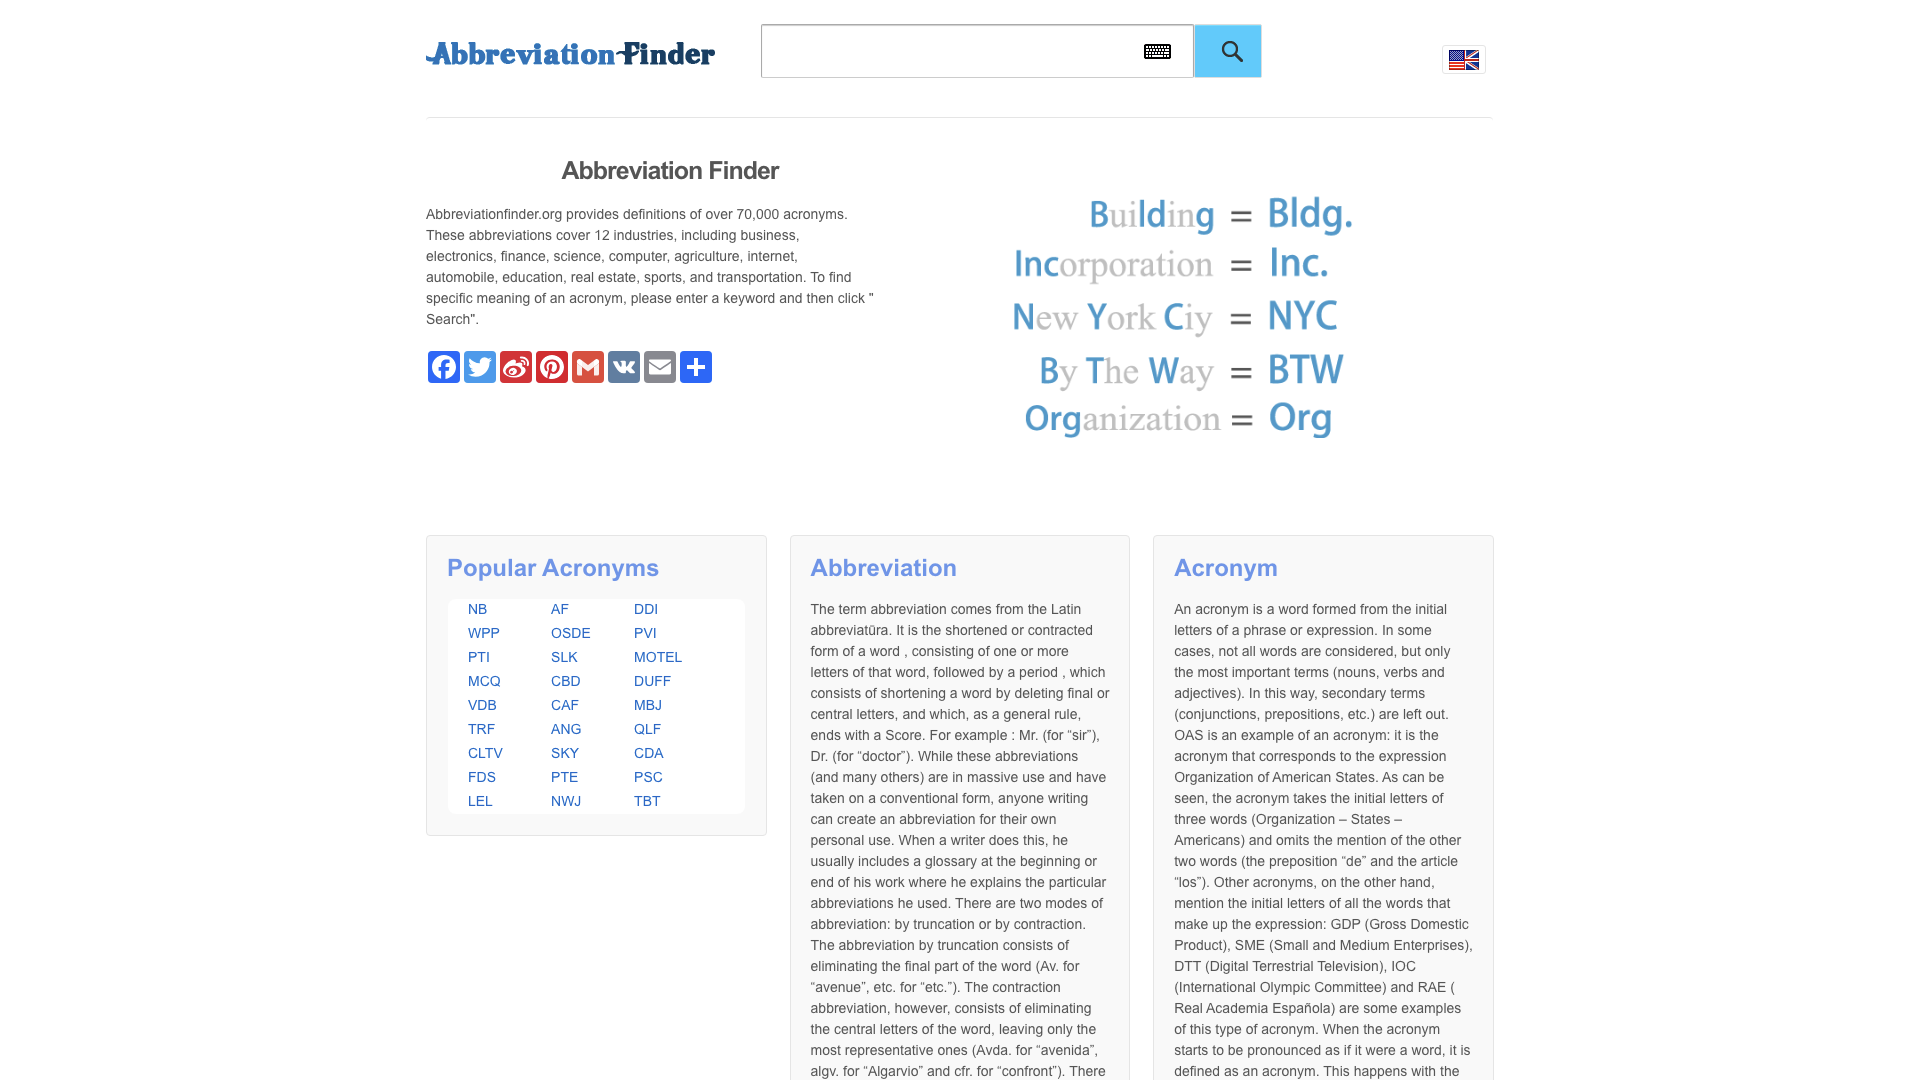 Abbreviation Finder
Abbreviation Finder
Abbreviationfinder.org provides definitions of over 70,000 acronyms.
These abbreviations cover 12 industries, including business,
electronics, finance, science, computer, agriculture, internet,
automobile, education, real estate, sports, and transportation. To find
specific meaning of an acronym, please enter a keyword and then click "
Search".
Building = Bldg.
Incorporation = Inc.
New York Ciy = NYC
By The Way = BTW
Organization = Org
Popular Acronyms
NB AF DDI
WPP OSDE PVI
PTI SLK MOTEL
MCQ CBD DUFF
VDB CAF MBJ
TRF ANG QLF
CLTV SKY CDA
FDS PTE PSC
LEL NWJ TBT
Abbreviation
The term abbreviation comes from the Latin
abbreviatūra. It is the shortened or contracted
form of a word , consisting of one or more
letters of that word, followed by a period , which
consists of shortening a word by deleting final or
central letters, and which, as a general rule,
ends with a Score. For example : Mr. (for “sir”),
Dr. (for “doctor”). While these abbreviations
(and many others) are in massive use and have
taken on a conventional form, anyone writing
can create an abbreviation for their own
personal use. When a writer does this, he
usually includes a glossary at the beginning or
end of his work where he explains the particular
abbreviations he used. There are two modes of
abbreviation: by truncation or by contraction.
The abbreviation by truncation consists of
eliminating the final part of the word (Av. for
“avenue”, etc. for “etc.”). The contraction
abbreviation, however, consists of eliminating
the central letters of the word, leaving only the
most representative ones (Avda. for “avenida”,
algv. for “Algarvio” and cfr. for “confront”). There
Acronym
An acronym is a word formed from the initial
letters of a phrase or expression. In some
cases, not all words are considered, but only
the most important terms (nouns, verbs and
adjectives). In this way, secondary terms
(conjunctions, prepositions, etc.) are left out.
OAS is an example of an acronym: it is the
acronym that corresponds to the expression
Organization of American States. As can be
seen, the acronym takes the initial letters of
three words (Organization – States –
Americans) and omits the mention of the other
two words (the preposition “de” and the article
“los”). Other acronyms, on the other hand,
mention the initial letters of all the words that
make up the expression: GDP (Gross Domestic
Product), SME (Small and Medium Enterprises),
DTT (Digital Terrestrial Television), IOC
(International Olympic Committee) and RAE (
Real Academia Española) are some examples
of this type of acronym. When the acronym
starts to be pronounced as if it were a word, it is
defined as an acronym. This happens with the